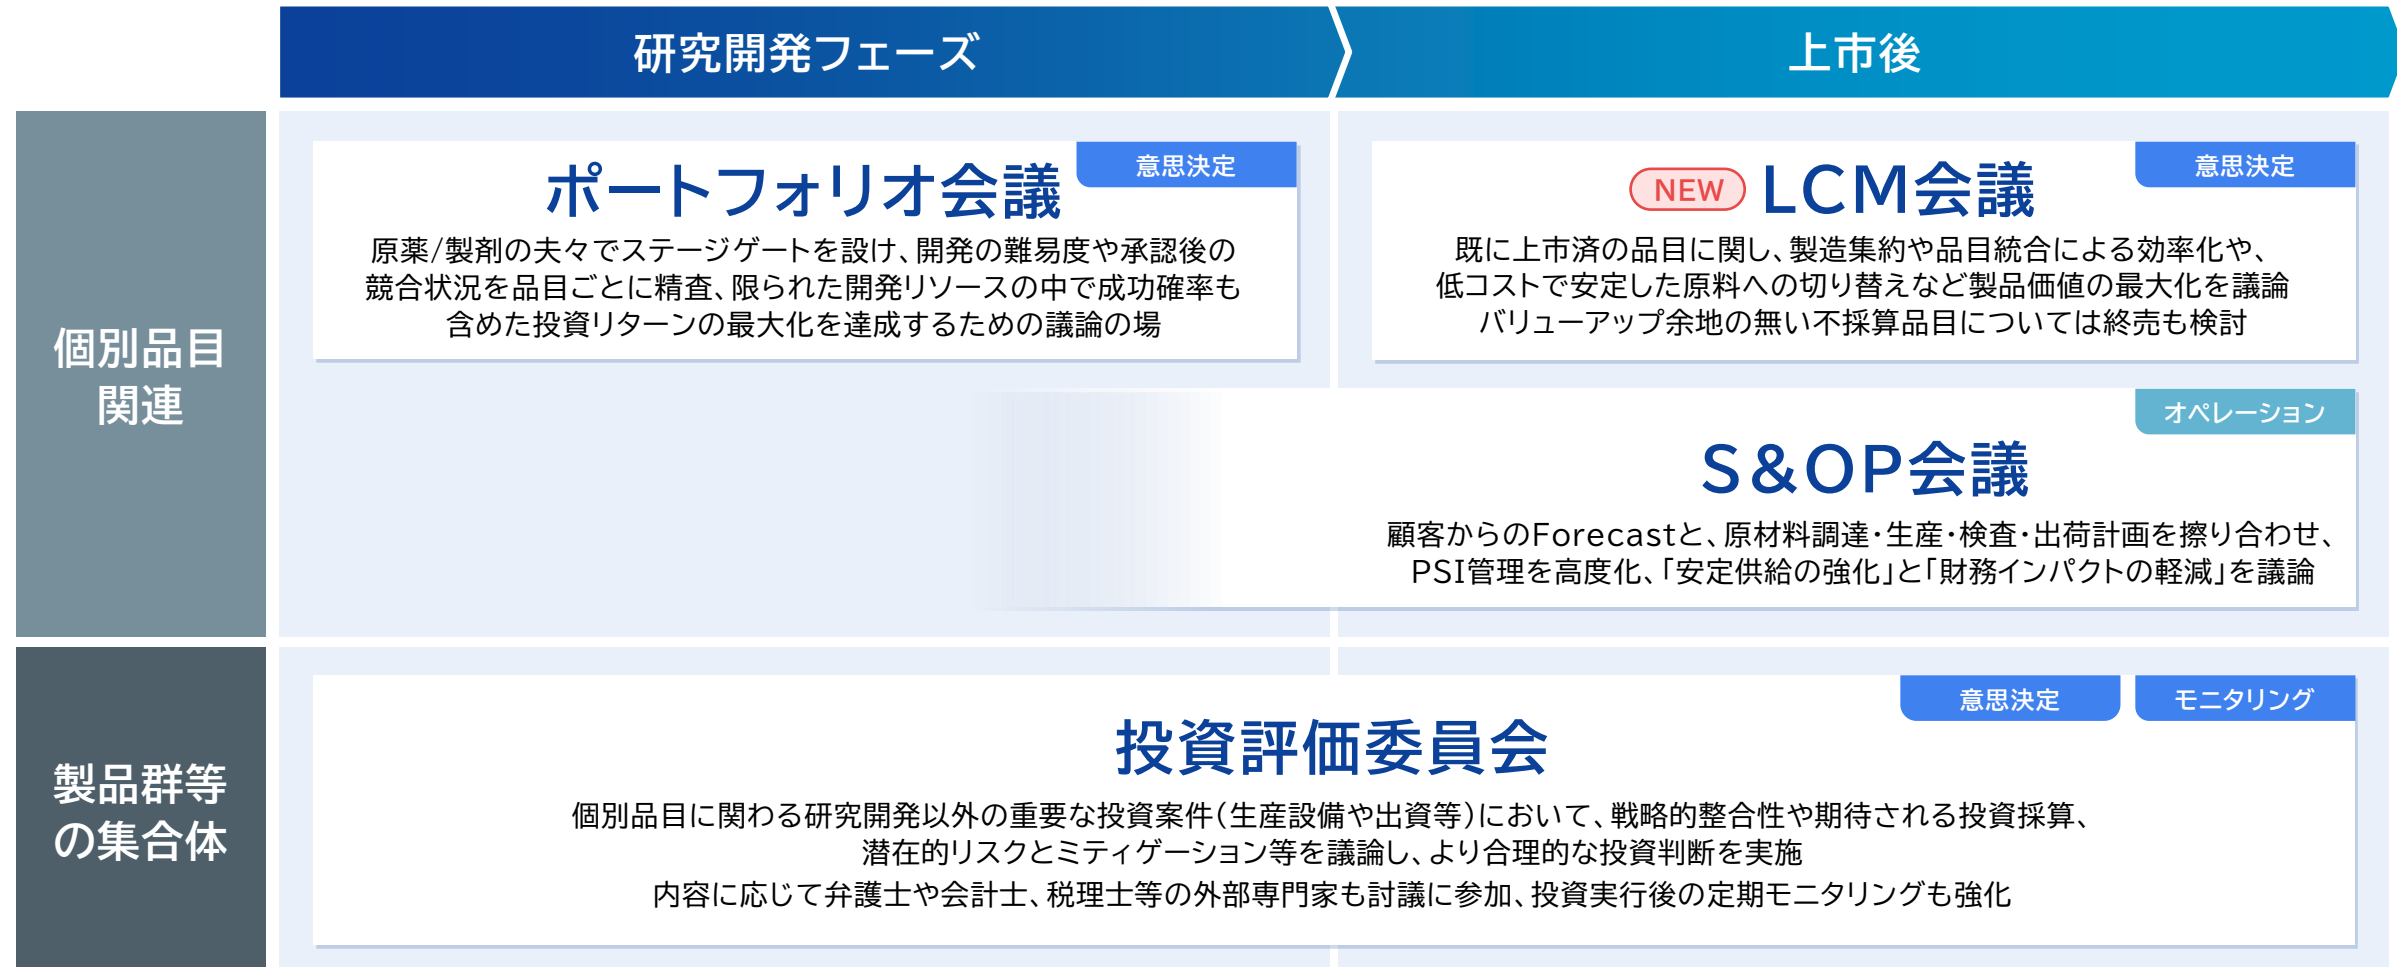 研究開発フェーズ
上市後
個別品目
関連
ポートフォリオ会議
意思決定
原薬/製剤の夫々でステージゲートを設け、開発の難易度や承認後の
競合状況を品目ごとに精査、限られた開発リソースの中で成功確率も
含めた投資リターンの最大化を達成するための議論の場
NEW LCM会議
意思決定
既に上市済の品目に関し、製造集約や品目統合による効率化や、
低コストで安定した原料への切り替えなど製品価値の最大化を議論
バリューアップ余地の無い不採算品目については終売も検討
オペレーション
S&OP会議
顧客からのForecastと、原材料調達・生産・検査・出荷計画を擦り合わせ、
PSI管理を高度化、「安定供給の強化」と「財務インパクトの軽減」を議論
製品群等
の集合体
意思決定
モニタリング
投資評価委員会
個別品目に関わる研究開発以外の重要な投資案件(生産設備や出資等)において、戦略的整合性や期待される投資採算、
潜在的リスクとミティゲーション等を議論し、より合理的な投資判断を実施
内容に応じて弁護士や会計士、税理士等の外部専門家も討議に参加、投資実行後の定期モニタリングも強化